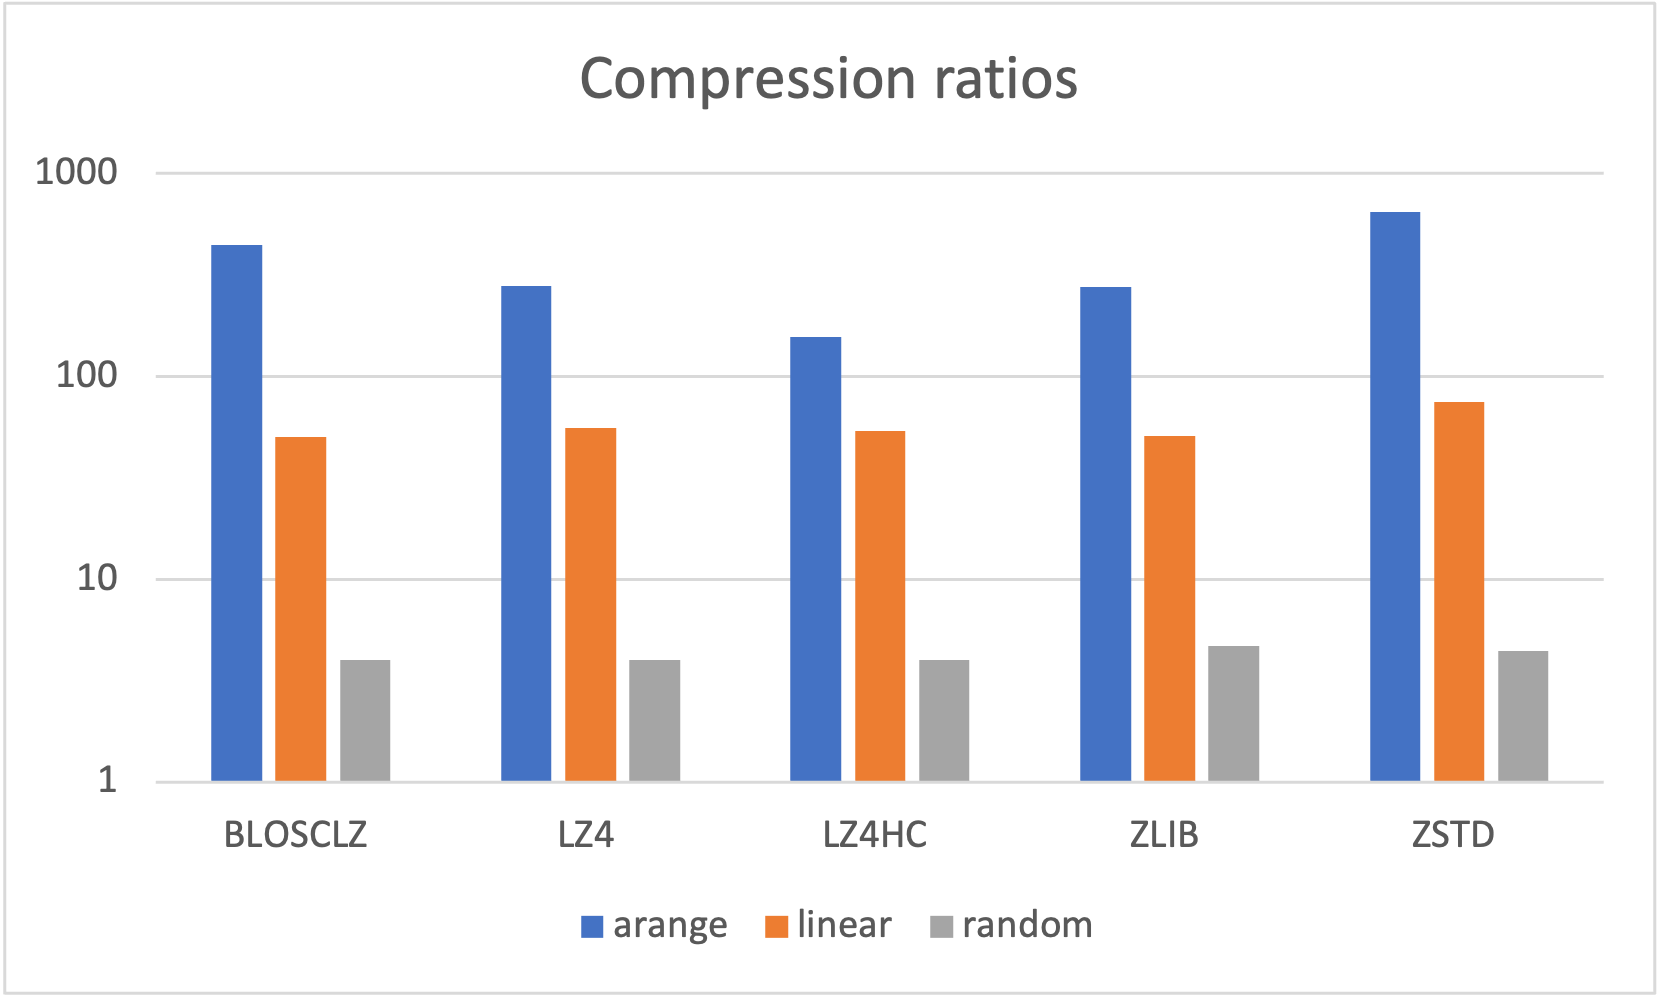 Compression ratios
1000
100
10
1
BLOSCLZ LZ4 LZ4HC ZLIB ZSTD
arange linear random